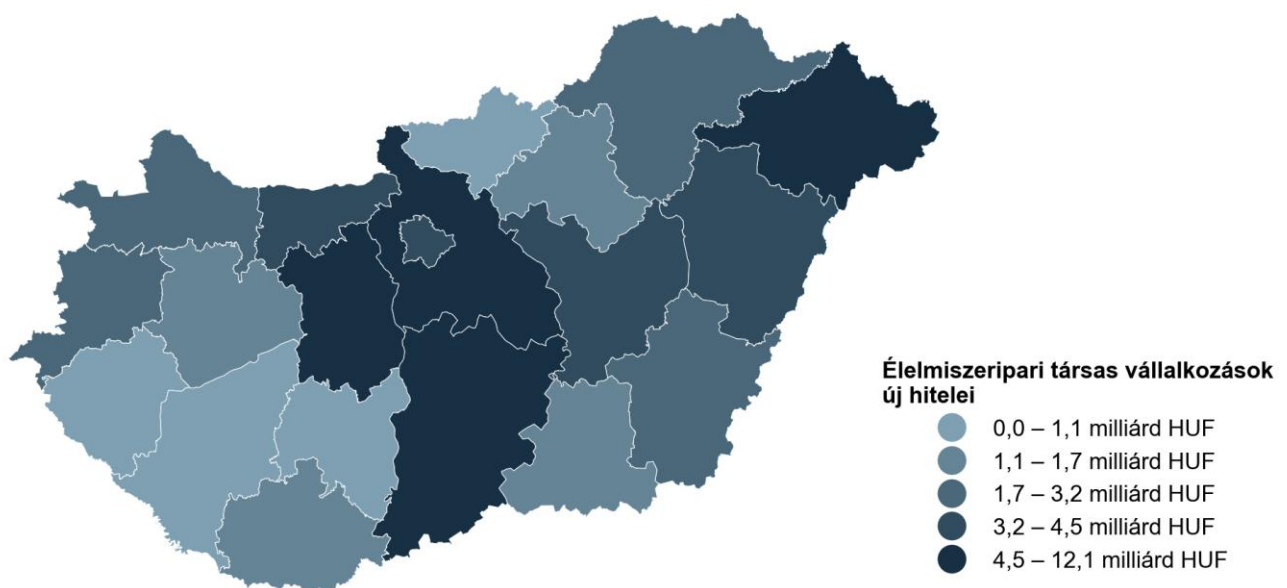 Élelmiszeripari társas vállalkozások
új hitelei
0,0 – 1,1 milliárd HUF
1,1 – 1,7 milliárd HUF
1,7 – 3,2 milliárd HUF
3,2 – 4,5 milliárd HUF
4,5 – 12,1 milliárd HUF